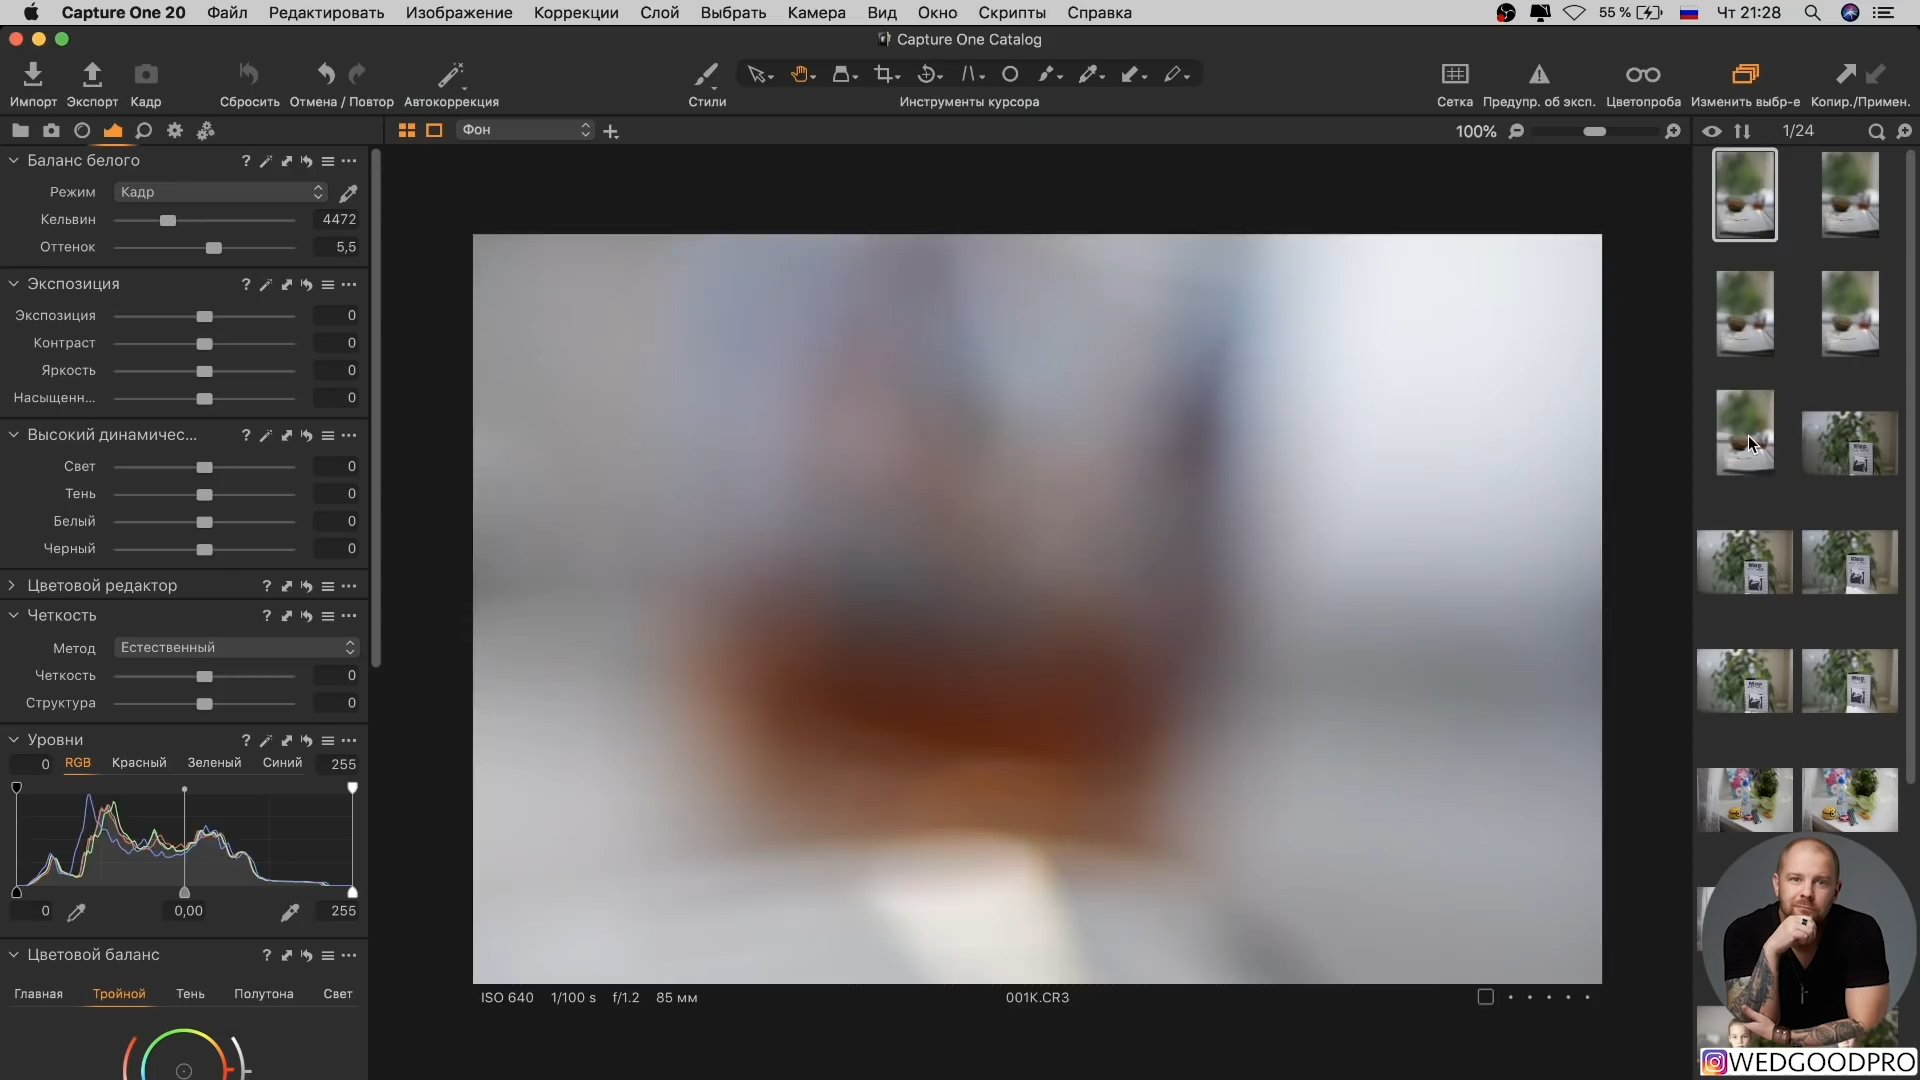 Capture One 20 Файл Редактировать Изображение Коррекции Слой Выбрать Камера Вид Окно Скрипты Справка 55 % Чт 21:28
Capture One Catalog
Импорт Экспорт Кадр Сбросить Отмена / Повтор Автокоррекция Стили Инструменты курсора Сетка Предупр. об эксп. Цветопроба Изменить выбр-е Копир./Примен.
Фон 100% 1/24
Баланс белого ?
Режим Кадр
Кельвин 4472
Оттенок 5,5
Экспозиция ?
Экспозиция 0
Контраст 0
Яркость 0
Насыщенн... 0
Высокий динамичес... ?
Свет 0
Тень 0
Белый 0
Черный 0
Цветовой редактор ?
Четкость ?
Метод Естественный
Четкость 0
Структура 0
Уровни ?
0 RGB Красный Зеленый Синий 255
0 0,00 255
Цветовой баланс ?
Главная Тройной Тень Полутона Свет
ISO 640 1/100 s f/1.2 85 мм 001K.CR3
WEDGOODPRO